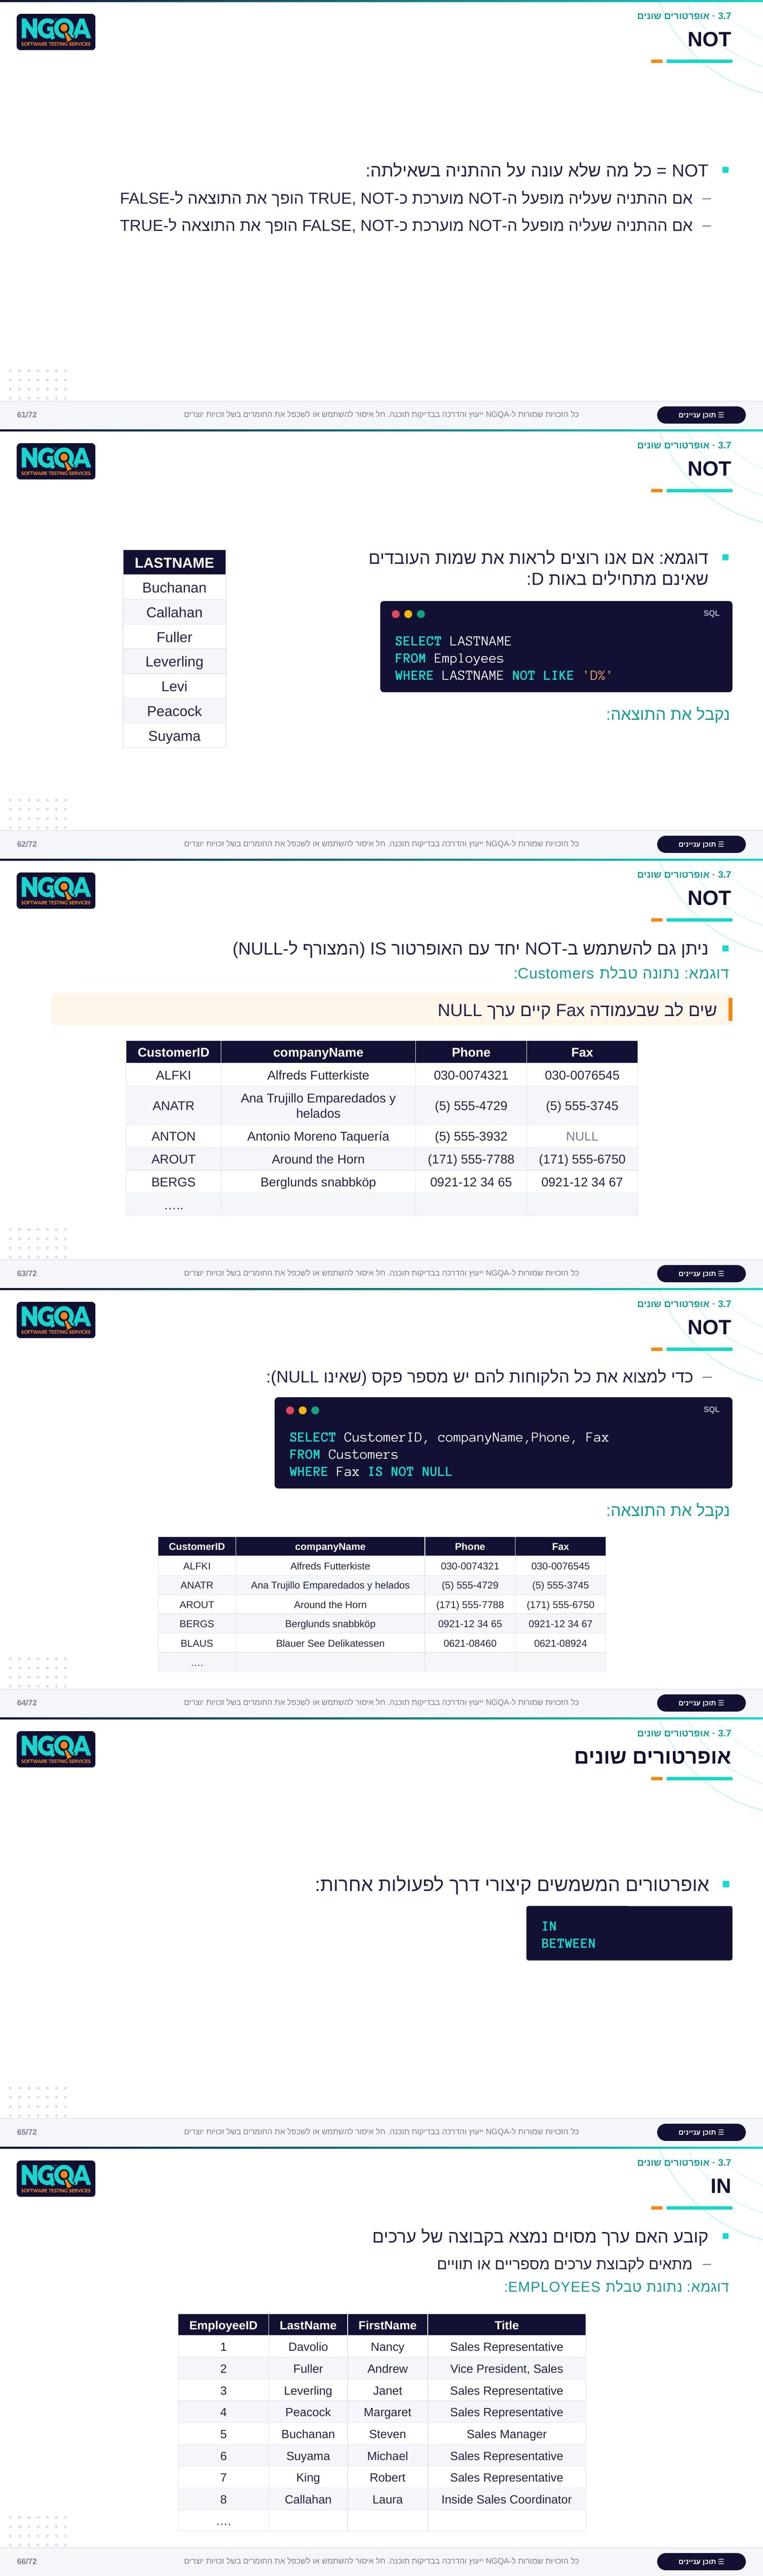 3.7 · אופרטורים שונים
NGQA
SOFTWARE TESTING SERVICES
NOT
NOT = כל מה שלא עונה על ההתניה בשאילתה:
– אם ההתניה שעליה מופעל ה-NOT מוערכת כ-TRUE, NOT הופך את התוצאה ל-FALSE
– אם ההתניה שעליה מופעל ה-NOT מוערכת כ-FALSE, NOT הופך את התוצאה ל-TRUE
☰ תוכן עניינים
כל הזכויות שמורות ל-NGQA ייעוץ והדרכה בבדיקות תוכנה. חל איסור להשתמש או לשכפל את החומרים בשל זכויות יוצרים
61/72
3.7 · אופרטורים שונים
NGQA
SOFTWARE TESTING SERVICES
NOT
דוגמא: אם אנו רוצים לראות את שמות העובדים
שאינם מתחילים באות D:
SQL
SELECT LASTNAME
FROM Employees
WHERE LASTNAME NOT LIKE 'D%'
נקבל את התוצאה:
LASTNAME
Buchanan
Callahan
Fuller
Leverling
Levi
Peacock
Suyama
☰ תוכן עניינים
כל הזכויות שמורות ל-NGQA ייעוץ והדרכה בבדיקות תוכנה. חל איסור להשתמש או לשכפל את החומרים בשל זכויות יוצרים
62/72
3.7 · אופרטורים שונים
NGQA
SOFTWARE TESTING SERVICES
NOT
ניתן גם להשתמש ב-NOT יחד עם האופרטור IS (המצורף ל-NULL)
דוגמא: נתונה טבלת Customers:
שים לב שבעמודה Fax קיים ערך NULL
CustomerID companyName Phone Fax
ALFKI Alfreds Futterkiste 030-0074321 030-0076545
ANATR Ana Trujillo Emparedados y helados (5) 555-4729 (5) 555-3745
ANTON Antonio Moreno Taquería (5) 555-3932 NULL
AROUT Around the Horn (171) 555-7788 (171) 555-6750
BERGS Berglunds snabbköp 0921-12 34 65 0921-12 34 67
.....
☰ תוכן עניינים
כל הזכויות שמורות ל-NGQA ייעוץ והדרכה בבדיקות תוכנה. חל איסור להשתמש או לשכפל את החומרים בשל זכויות יוצרים
63/72
3.7 · אופרטורים שונים
NGQA
SOFTWARE TESTING SERVICES
NOT
– כדי למצוא את כל הלקוחות להם יש מספר פקס (שאינו NULL):
SQL
SELECT CustomerID, companyName,Phone, Fax
FROM Customers
WHERE Fax IS NOT NULL
נקבל את התוצאה:
CustomerID companyName Phone Fax
ALFKI Alfreds Futterkiste 030-0074321 030-0076545
ANATR Ana Trujillo Emparedados y helados (5) 555-4729 (5) 555-3745
AROUT Around the Horn (171) 555-7788 (171) 555-6750
BERGS Berglunds snabbköp 0921-12 34 65 0921-12 34 67
BLAUS Blauer See Delikatessen 0621-08460 0621-08924
....
☰ תוכן עניינים
כל הזכויות שמורות ל-NGQA ייעוץ והדרכה בבדיקות תוכנה. חל איסור להשתמש או לשכפל את החומרים בשל זכויות יוצרים
64/72
3.7 · אופרטורים שונים
NGQA
SOFTWARE TESTING SERVICES
אופרטורים שונים
אופרטורים המשמשים קיצורי דרך לפעולות אחרות:
IN
BETWEEN
☰ תוכן עניינים
כל הזכויות שמורות ל-NGQA ייעוץ והדרכה בבדיקות תוכנה. חל איסור להשתמש או לשכפל את החומרים בשל זכויות יוצרים
65/72
3.7 · אופרטורים שונים
NGQA
SOFTWARE TESTING SERVICES
IN
קובע האם ערך מסוים נמצא בקבוצה של ערכים
– מתאים לקבוצת ערכים מספריים או תוויים
דוגמא: נתונת טבלת EMPLOYEES:
EmployeeID LastName FirstName Title
1 Davolio Nancy Sales Representative
2 Fuller Andrew Vice President, Sales
3 Leverling Janet Sales Representative
4 Peacock Margaret Sales Representative
5 Buchanan Steven Sales Manager
6 Suyama Michael Sales Representative
7 King Robert Sales Representative
8 Callahan Laura Inside Sales Coordinator
....
☰ תוכן עניינים
כל הזכויות שמורות ל-NGQA ייעוץ והדרכה בבדיקות תוכנה. חל איסור להשתמש או לשכפל את החומרים בשל זכויות יוצרים
66/72